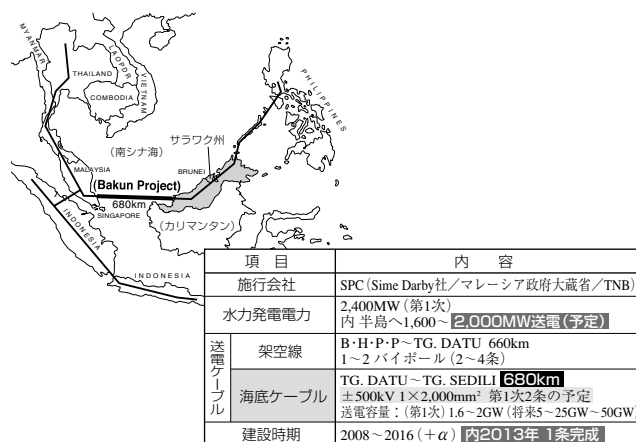 MYANMAR
LAOPDR
VIETNAM
THAILAND
COMBODIA
PHILIPPINES
サラワク州
(南シナ海)
BRUNEI
MALAYSIA
(Bakun Project)
680km
SINGAPORE
(カリマンタン)
INDONESIA
INDONESIA
項 目 内 容
施行会社 SPC(Sime Darby社/マレーシア政府大蔵省/TNB)
水力発電電力 2,400MW(第1次)
内 半島へ1,600~2,000MW送電(予定)
送電ケーブル
架空線 B・H・P・P~TG. DATU 660km
1~2 バイポール(2~4条)
海底ケーブル TG. DATU~TG. SEDILI 680km
±500kV 1×2,000mm² 第1次2条の予定
送電容量:(第1次) 1.6~2GW (将来5~25GW~50GW)
建設時期 2008~2016(+α) 内2013年 1条完成